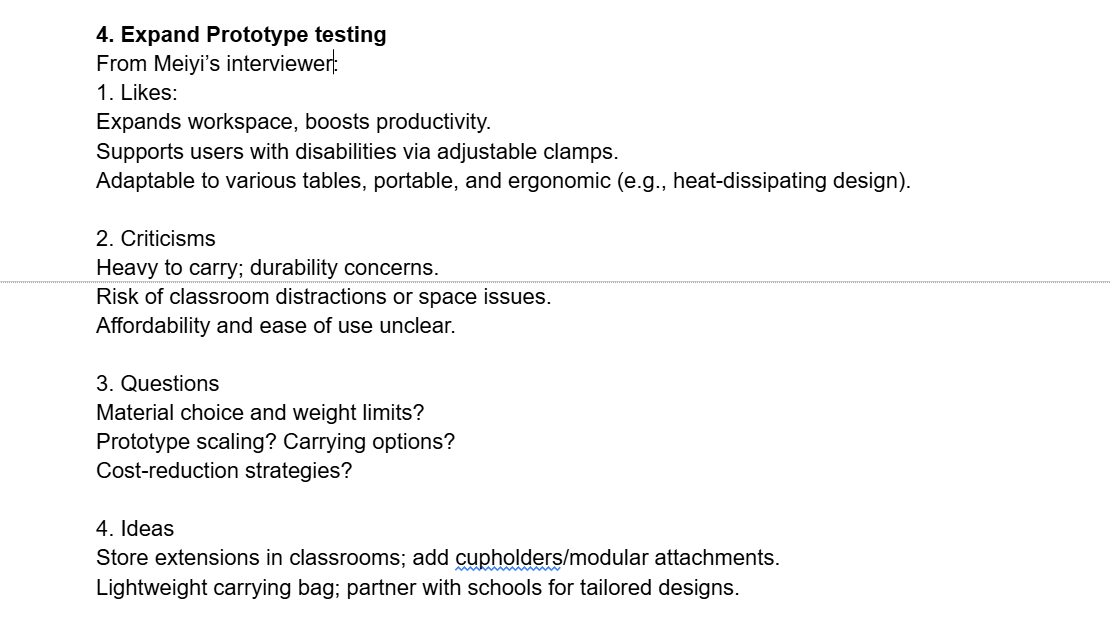 4. Expand Prototype testing
From Meiyi’s interviewer:
1. Likes:
Expands workspace, boosts productivity.
Supports users with disabilities via adjustable clamps.
Adaptable to various tables, portable, and ergonomic (e.g., heat-dissipating design).
2. Criticisms
Heavy to carry; durability concerns.
Risk of classroom distractions or space issues.
Affordability and ease of use unclear.
3. Questions
Material choice and weight limits?
Prototype scaling? Carrying options?
Cost-reduction strategies?
4. Ideas
Store extensions in classrooms; add cupholders/modular attachments.
Lightweight carrying bag; partner with schools for tailored designs.